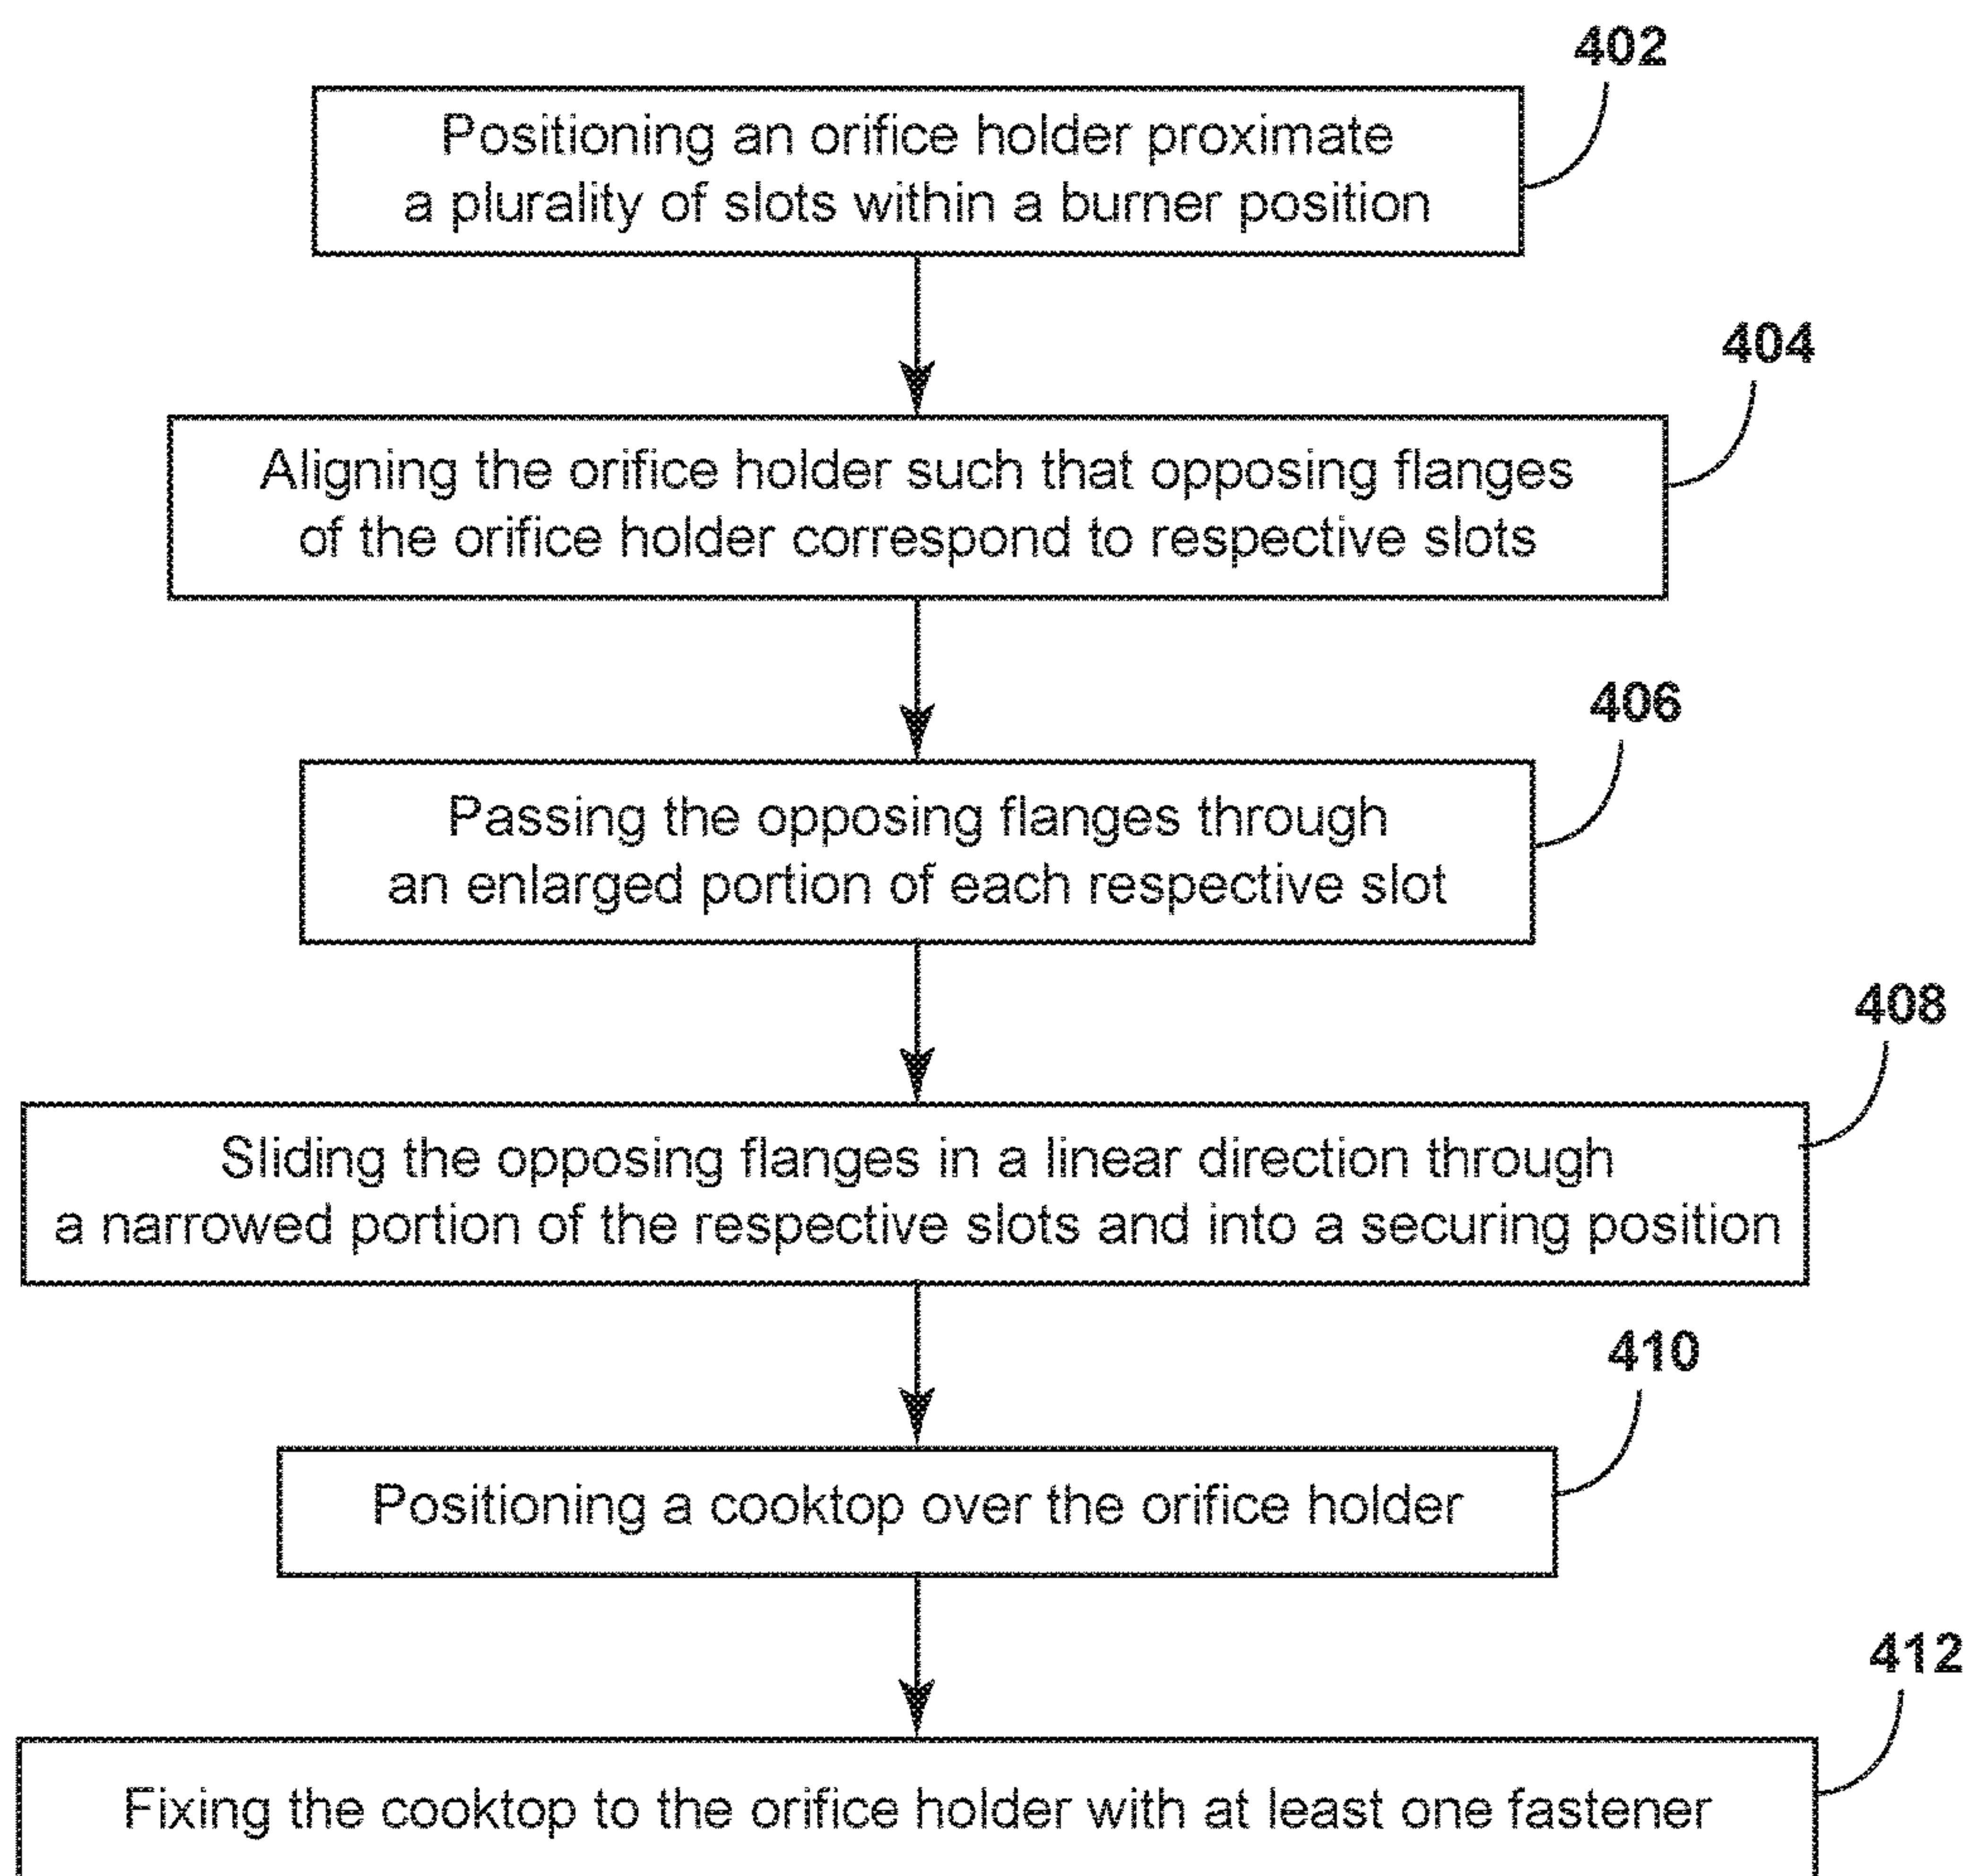 402
Positioning an orifice holder proximate
a plurality of slots within a burner position
404
Aligning the orifice holder such that opposing flanges
of the orifice holder correspond to respective slots
406
Passing the opposing flanges through
an enlarged portion of each respective slot
408
Sliding the opposing flanges in a linear direction through
a narrowed portion of the respective slots and into a securing position
410
Positioning a cooktop over the orifice holder
412
Fixing the cooktop to the orifice holder with at least one fastener